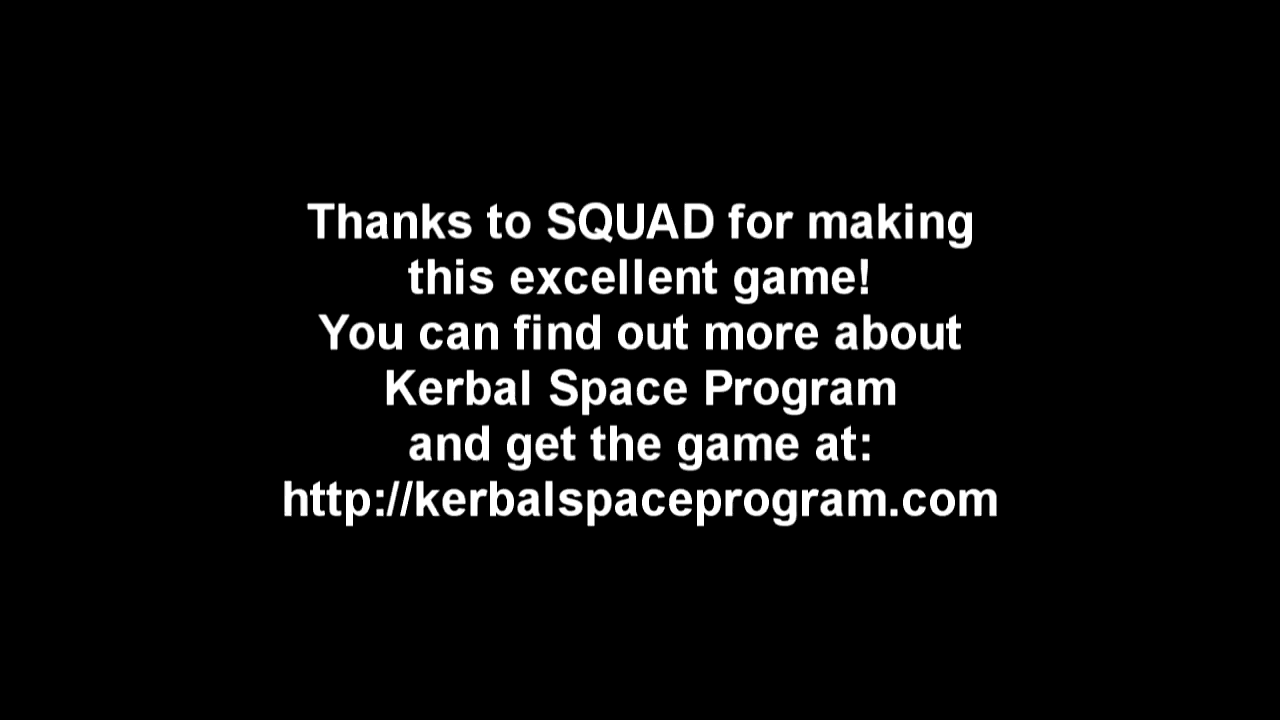 Thanks to SQUAD for making
this excellent game!
You can find out more about
Kerbal Space Program
and get the game at:
http://kerbalspaceprogram.com